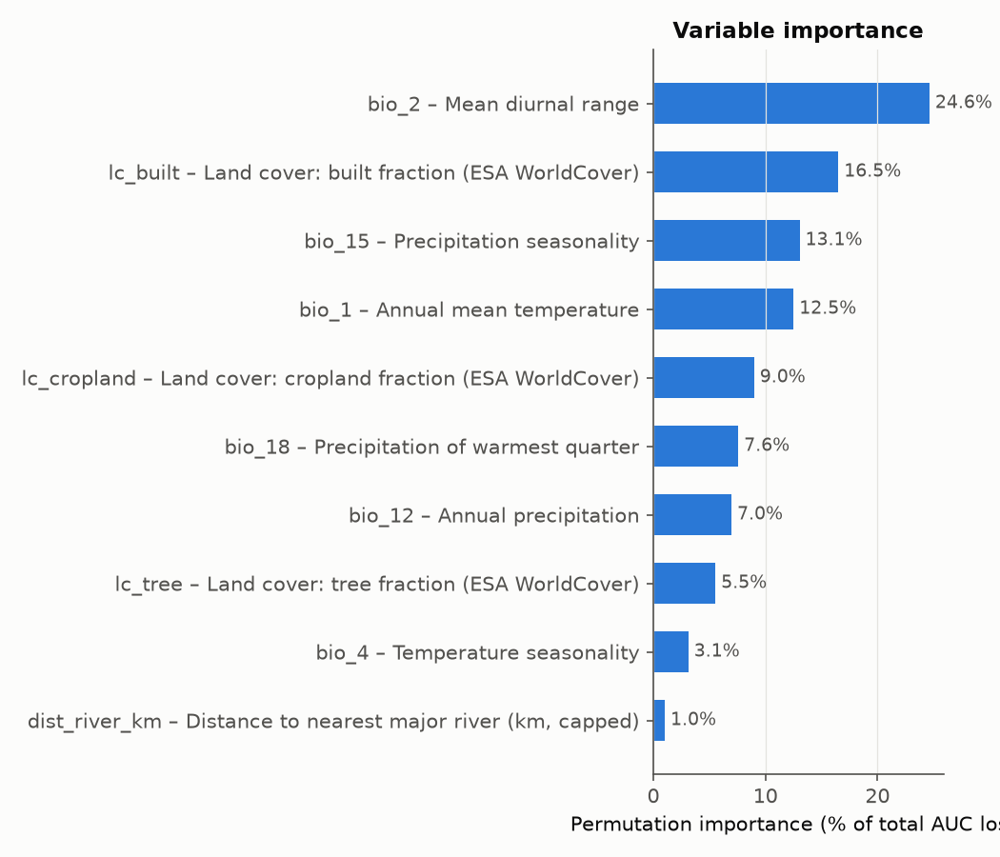 Variable importance
bio_2 – Mean diurnal range 24.6%
lc_built – Land cover: built fraction (ESA WorldCover) 16.5%
bio_15 – Precipitation seasonality 13.1%
bio_1 – Annual mean temperature 12.5%
lc_cropland – Land cover: cropland fraction (ESA WorldCover) 9.0%
bio_18 – Precipitation of warmest quarter 7.6%
bio_12 – Annual precipitation 7.0%
lc_tree – Land cover: tree fraction (ESA WorldCover) 5.5%
bio_4 – Temperature seasonality 3.1%
dist_river_km – Distance to nearest major river (km, capped) 1.0%
0 10 20
Permutation importance (% of total AUC